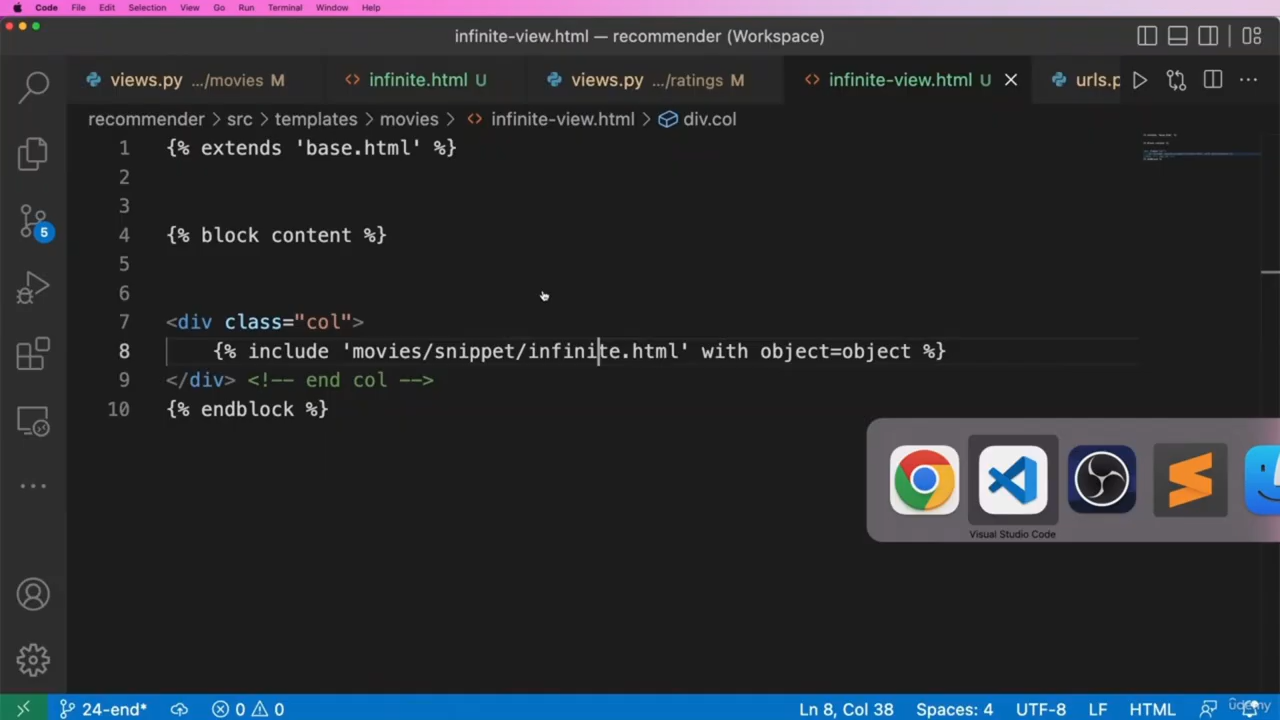 Code File Edit Selection View Go Run Terminal Window Help
infinite-view.html — recommender (Workspace)
views.py .../movies M
infinite.html U
views.py .../ratings M
infinite-view.html U
urls.p
recommender > src > templates > movies > infinite-view.html > div.col
1 {% extends 'base.html' %}
2
3
4 {% block content %}
5
6
7 <div class="col">
8 {% include 'movies/snippet/infinite.html' with object=object %}
9 </div> <!-- end col -->
10 {% endblock %}
5
Visual Studio Code
24-end* 0 0 Ln 8, Col 38 Spaces: 4 UTF-8 LF HTML
ûdemy